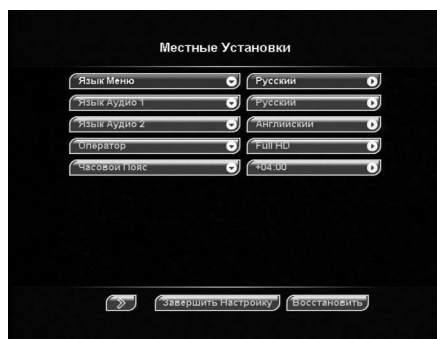 Местные Установки
Язык Меню Русский
Язык Аудио 1 Русский
Язык Аудио 2 Английский
Оператор Full HD
Часовой Пояс +04:00
Завершить Настройку Восстановить